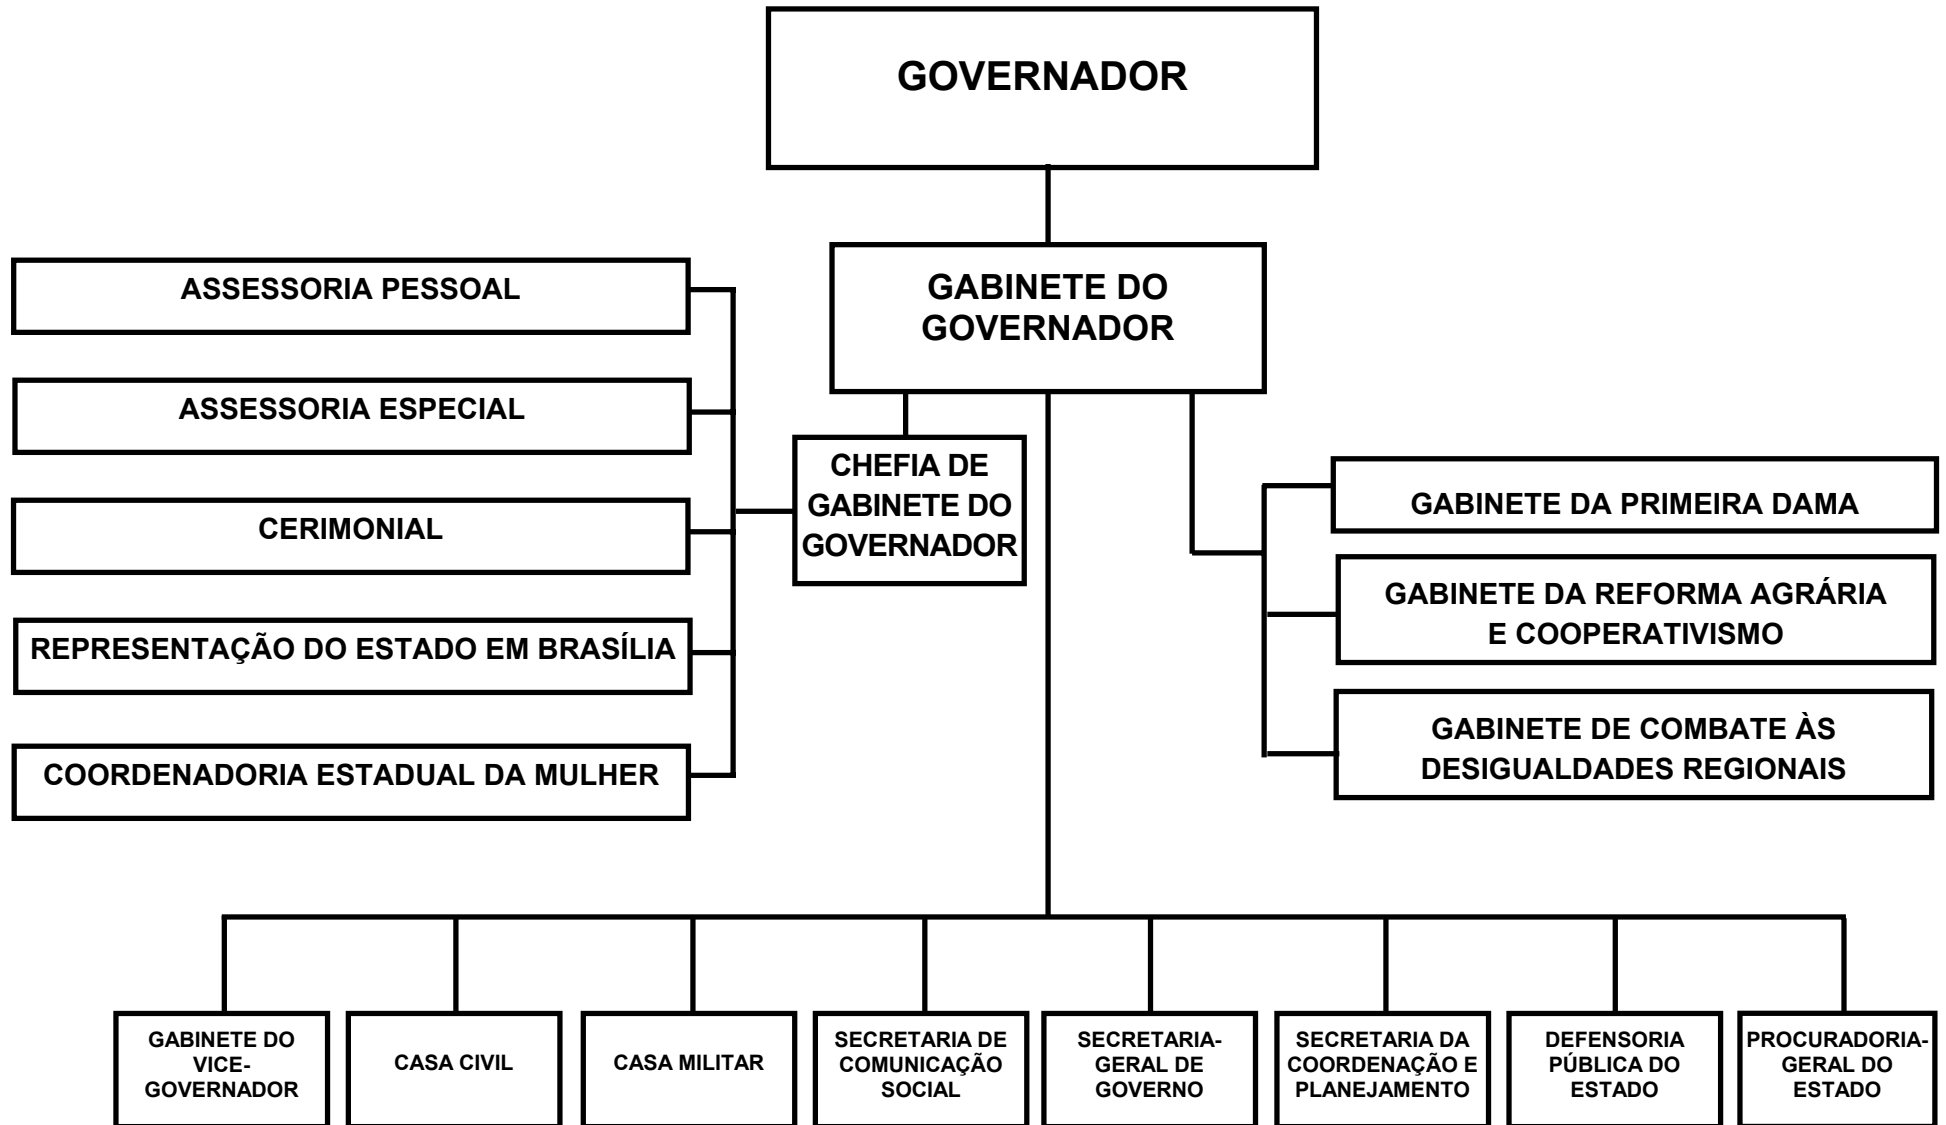 GOVERNADOR
GABINETE DO
GOVERNADOR
ASSESSORIA PESSOAL
ASSESSORIA ESPECIAL
CERIMONIAL
REPRESENTAÇÃO DO ESTADO EM BRASÍLIA
COORDENADORIA ESTADUAL DA MULHER
CHEFIA DE
GABINETE DO
GOVERNADOR
GABINETE DA PRIMEIRA DAMA
GABINETE DA REFORMA AGRÁRIA
E COOPERATIVISMO
GABINETE DE COMBATE ÀS
DESIGUALDADES REGIONAIS
GABINETE DO
VICE-
GOVERNADOR
CASA CIVIL
CASA MILITAR
SECRETARIA DE
COMUNICAÇÃO
SOCIAL
SECRETARIA-
GERAL DE
GOVERNO
SECRETARIA DA
COORDENAÇÃO E
PLANEJAMENTO
DEFENSORIA
PÚBLICA DO
ESTADO
PROCURADORIA-
GERAL DO
ESTADO